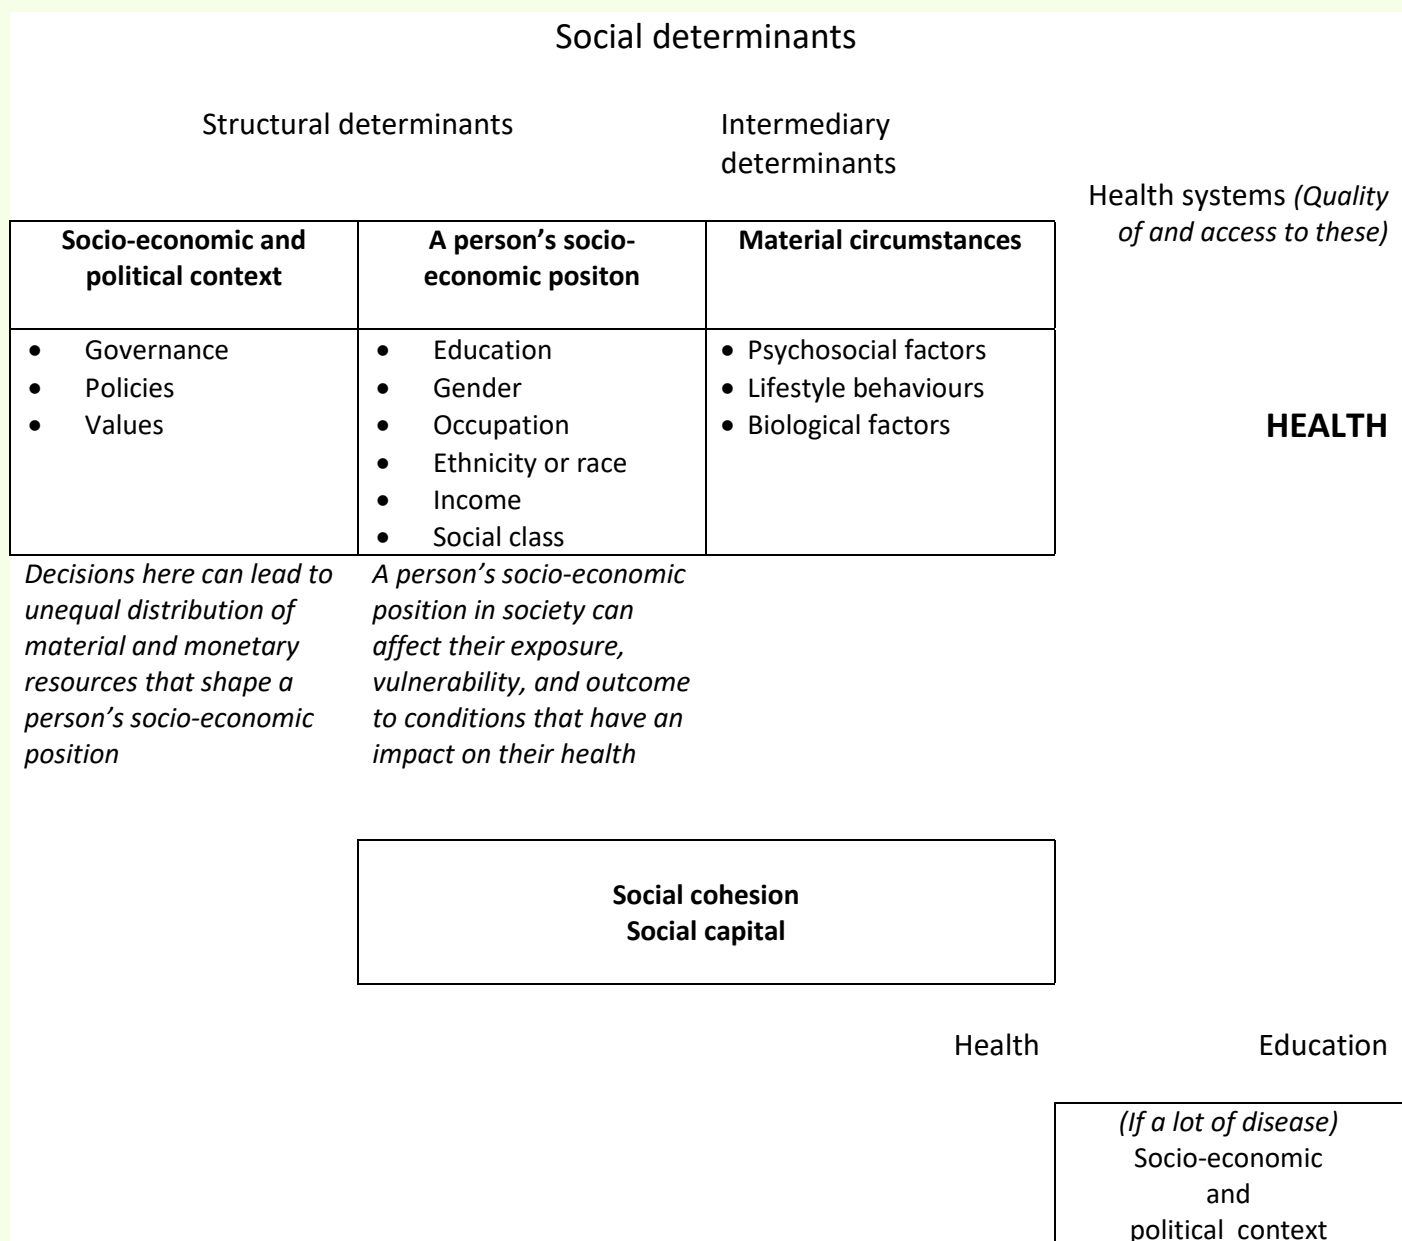 Social determinants
Structural determinants
Intermediary
determinants
Health systems (Quality
of and access to these)
Socio-economic and
political context
A person’s socio-
economic positon
Material circumstances
• Governance
• Policies
• Values
• Education
• Gender
• Occupation
• Ethnicity or race
• Income
• Social class
• Psychosocial factors
• Lifestyle behaviours
• Biological factors
HEALTH
Decisions here can lead to
unequal distribution of
material and monetary
resources that shape a
person’s socio-economic
position
A person’s socio-economic
position in society can
affect their exposure,
vulnerability, and outcome
to conditions that have an
impact on their health
Social cohesion
Social capital
Health
Education
(If a lot of disease)
Socio-economic
and
political context